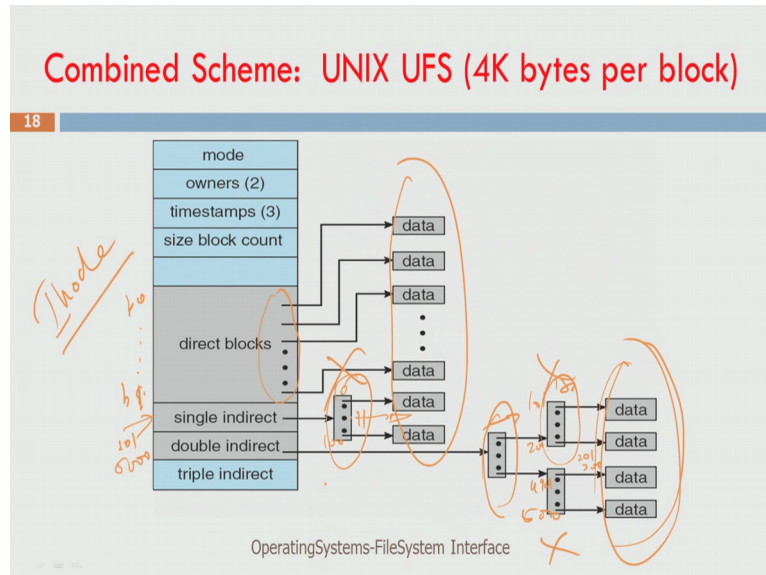 Combined Scheme: UNIX UFS (4K bytes per block)
18
mode
owners (2)
timestamps (3)
size block count
direct blocks
single indirect
double indirect
triple indirect
data
data
data
data
data
data
data
data
data
data
Inode
OperatingSystems-FileSystem Interface